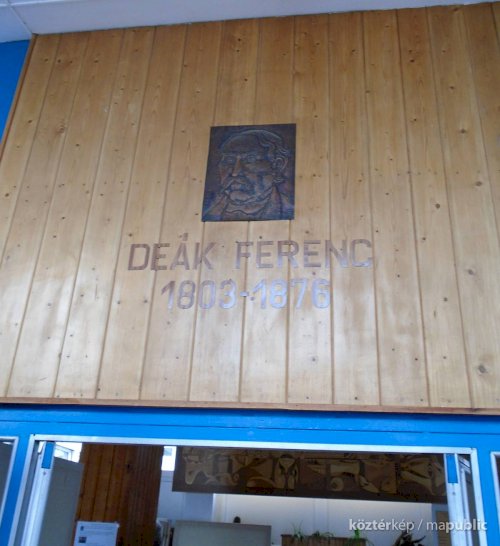 DEÁK FERENC
1803-1876
köztérkép / mapublic